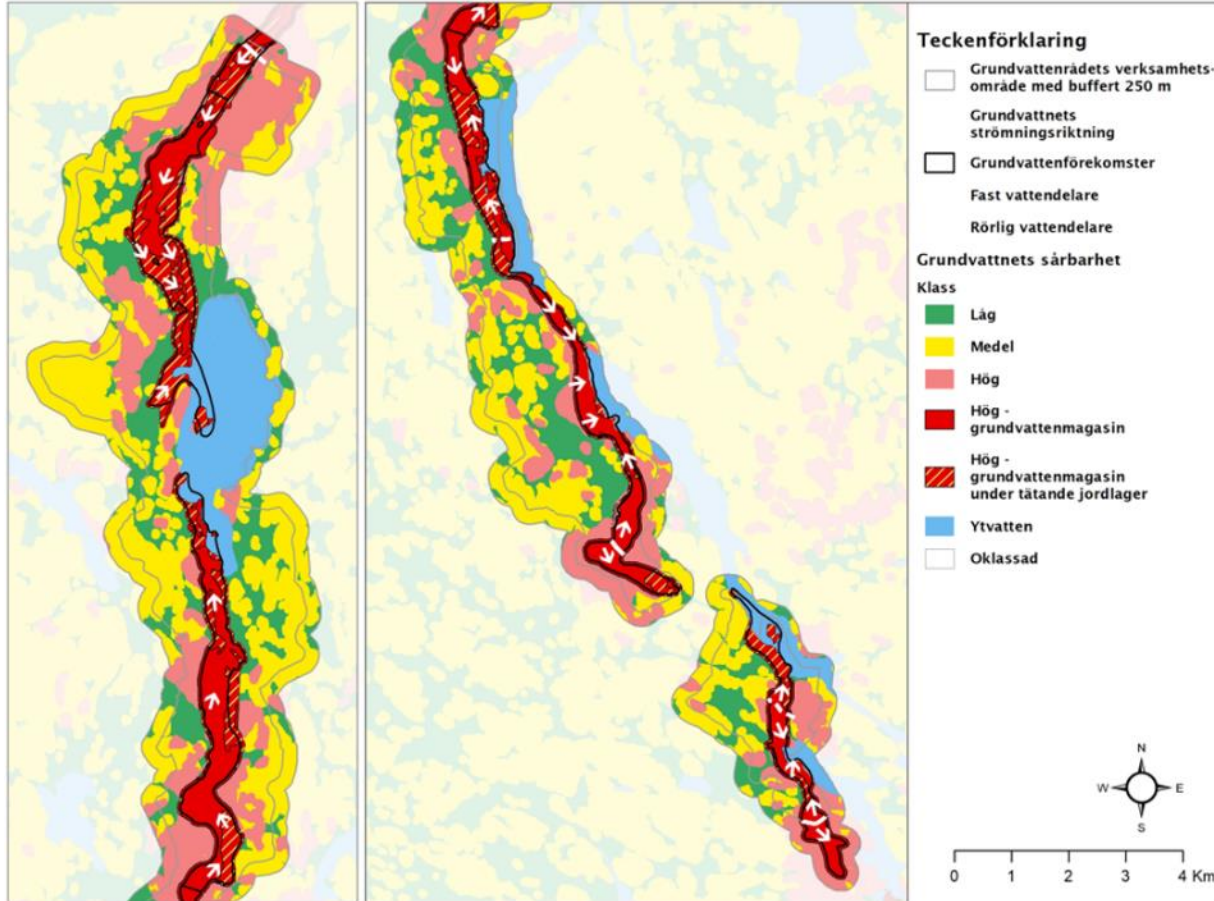 Teckenförklaring
Grundvattenrådets verksamhets-
område med buffert 250 m
Grundvattnets
strömningsriktning
Grundvattenförekomster
Fast vattendelare
Rörlig vattendelare
Grundvattnets sårbarhet
Klass
Låg
Medel
Hög
Hög -
grundvattenmagasin
Hög -
grundvattenmagasin
under tätande jordlager
Ytvatten
Oklassad
N
W E
S
0 1 2 3 4 Km